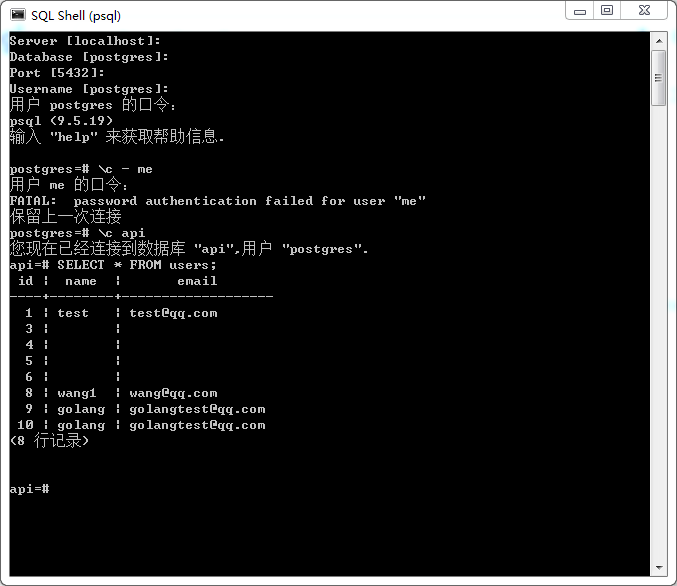 SQL Shell (psql)
Server [localhost]:
Database [postgres]:
Port [5432]:
Username [postgres]:
用户 postgres 的口令:
psql (9.5.19)
输入 "help" 来获取帮助信息.
postgres=# \c - me
用户 me 的口令:
FATAL:  password authentication failed for user "me"
保留上一次连接
postgres=# \c api
您现在已经连接到数据库 "api",用户 "postgres".
api=# SELECT * FROM users;
 id ¦  name  ¦       email
----+--------+-------------------
  1 ¦ test   ¦ test@qq.com
  3 ¦        ¦
  4 ¦        ¦
  5 ¦        ¦
  6 ¦        ¦
  8 ¦ wang1  ¦ wang@qq.com
  9 ¦ golang ¦ golangtest@qq.com
 10 ¦ golang ¦ golangtest@qq.com
(8 行记录)
api=#